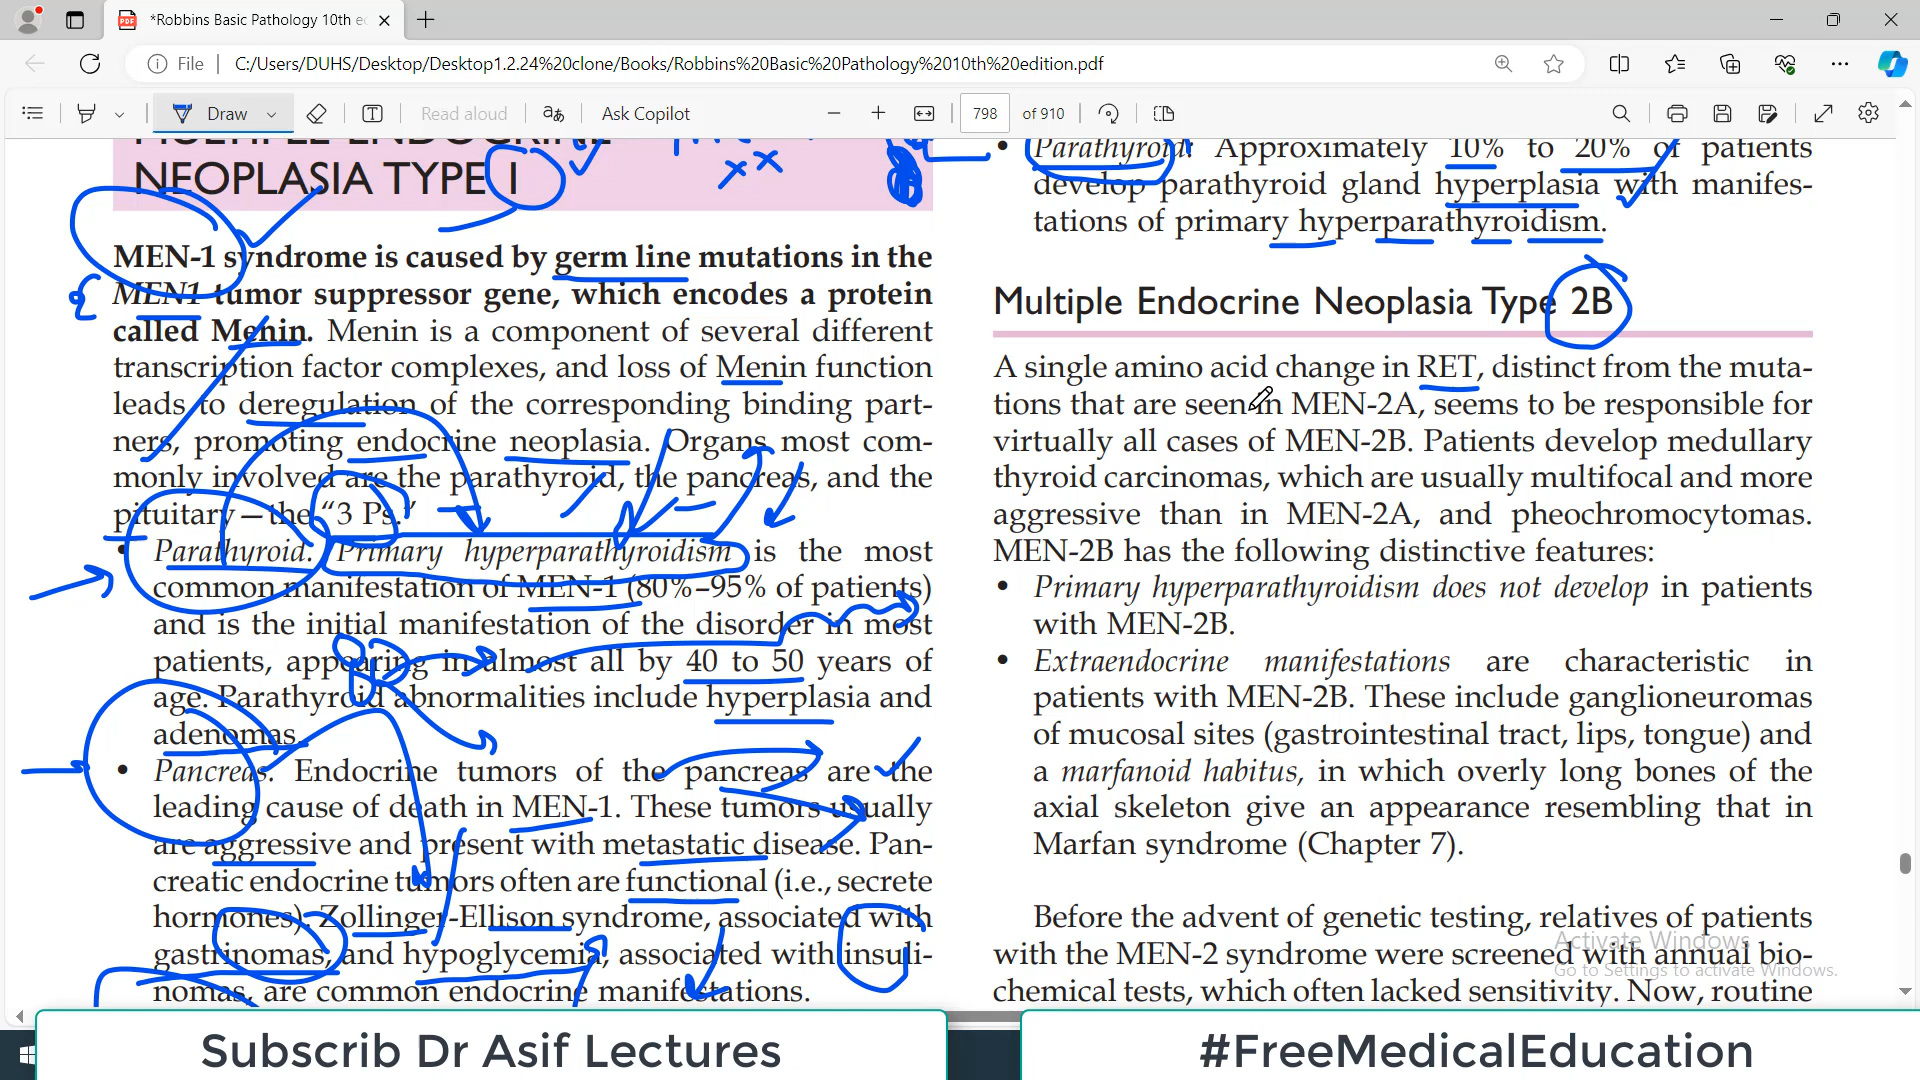 *Robbins Basic Pathology 10th ed
File
C:/Users/DUHS/Desktop/Desktop1.2.24%20clone/Books/Robbins%20Basic%20Pathology%2010th%20edition.pdf
Draw
Read aloud
Ask Copilot
798 of 910
MULTIPLE ENDOCRINE
NEOPLASIA TYPE 1
MEN-1 syndrome is caused by germ line mutations in the
MEN1 tumor suppressor gene, which encodes a protein
called Menin. Menin is a component of several different
transcription factor complexes, and loss of Menin function
leads to deregulation of the corresponding binding part-
ners, promoting endocrine neoplasia. Organs most com-
monly involved are the parathyroid, the pancreas, and the
pituitary—the “3 Ps.”
• Parathyroid. Primary hyperparathyroidism is the most
common manifestation of MEN-1 (80%–95% of patients)
and is the initial manifestation of the disorder in most
patients, appearing in almost all by 40 to 50 years of
age. Parathyroid abnormalities include hyperplasia and
adenomas.
• Pancreas. Endocrine tumors of the pancreas are the
leading cause of death in MEN-1. These tumors usually
are aggressive and present with metastatic disease. Pan-
creatic endocrine tumors often are functional (i.e., secrete
hormones). Zollinger-Ellison syndrome, associated with
gastrinomas, and hypoglycemia, associated with insuli-
nomas, are common endocrine manifestations.
• Parathyroid: Approximately 10% to 20% of patients
develop parathyroid gland hyperplasia with manifes-
tations of primary hyperparathyroidism.
Multiple Endocrine Neoplasia Type 2B
A single amino acid change in RET, distinct from the muta-
tions that are seen in MEN-2A, seems to be responsible for
virtually all cases of MEN-2B. Patients develop medullary
thyroid carcinomas, which are usually multifocal and more
aggressive than in MEN-2A, and pheochromocytomas.
MEN-2B has the following distinctive features:
• Primary hyperparathyroidism does not develop in patients
with MEN-2B.
• Extraendocrine manifestations are characteristic in
patients with MEN-2B. These include ganglioneuromas
of mucosal sites (gastrointestinal tract, lips, tongue) and
a marfanoid habitus, in which overly long bones of the
axial skeleton give an appearance resembling that in
Marfan syndrome (Chapter 7).
Before the advent of genetic testing, relatives of patients
with the MEN-2 syndrome were screened with annual bio-
chemical tests, which often lacked sensitivity. Now, routine
Activate Windows
Go to Settings to activate Windows.
Subscrib Dr Asif Lectures
#FreeMedicalEducation